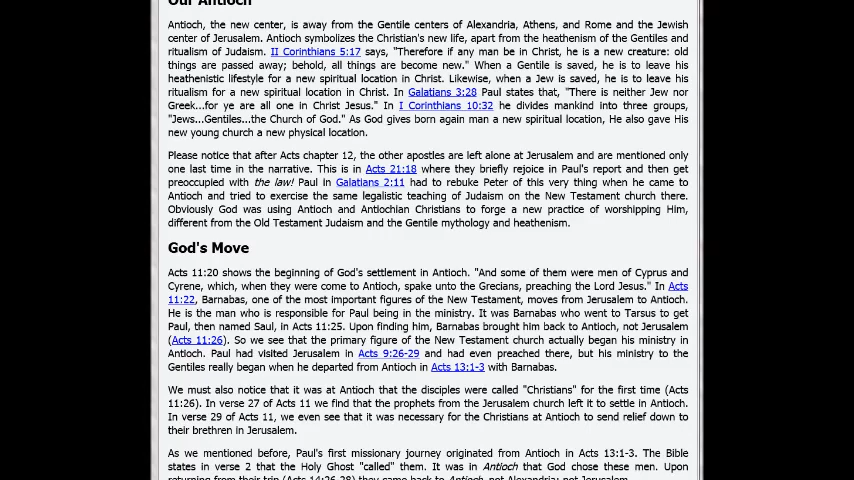 Our Antioch
Antioch, the new center, is away from the Gentile centers of Alexandria, Athens, and Rome and the Jewish
center of Jerusalem. Antioch symbolizes the Christian's new life, apart from the heathenism of the Gentiles and
ritualism of Judaism. II Corinthians 5:17 says, "Therefore if any man be in Christ, he is a new creature: old
things are passed away; behold, all things are become new." When a Gentile is saved, he is to leave his
heathenistic lifestyle for a new spiritual location in Christ. Likewise, when a Jew is saved, he is to leave his
ritualism for a new spiritual location in Christ. In Galatians 3:28 Paul states that, "There is neither Jew nor
Greek...for ye are all one in Christ Jesus." In I Corinthians 10:32 he divides mankind into three groups,
"Jews...Gentiles...the Church of God." As God gives born again man a new spiritual location, He also gave His
new young church a new physical location.
Please notice that after Acts chapter 12, the other apostles are left alone at Jerusalem and are mentioned only
one last time in the narrative. This is in Acts 21:18 where they briefly rejoice in Paul's report and then get
preoccupied with the law! Paul in Galatians 2:11 had to rebuke Peter of this very thing when he came to
Antioch and tried to exercise the same legalistic teaching of Judaism on the New Testament church there.
Obviously God was using Antioch and Antiochian Christians to forge a new practice of worshipping Him,
different from the Old Testament Judaism and the Gentile mythology and heathenism.
God's Move
Acts 11:20 shows the beginning of God's settlement in Antioch. "And some of them were men of Cyprus and
Cyrene, which, when they were come to Antioch, spake unto the Grecians, preaching the Lord Jesus." In Acts
11:22, Barnabas, one of the most important figures of the New Testament, moves from Jerusalem to Antioch.
He is the man who is responsible for Paul being in the ministry. It was Barnabas who went to Tarsus to get
Paul, then named Saul, in Acts 11:25. Upon finding him, Barnabas brought him back to Antioch, not Jerusalem
(Acts 11:26). So we see that the primary figure of the New Testament church actually began his ministry in
Antioch. Paul had visited Jerusalem in Acts 9:26-29 and had even preached there, but his ministry to the
Gentiles really began when he departed from Antioch in Acts 13:1-3 with Barnabas.
We must also notice that it was at Antioch that the disciples were called "Christians" for the first time (Acts
11:26). In verse 27 of Acts 11 we find that the prophets from the Jerusalem church left it to settle in Antioch.
In verse 29 of Acts 11, we even see that it was necessary for the Christians at Antioch to send relief down to
their brethren in Jerusalem.
As we mentioned before, Paul's first missionary journey originated from Antioch in Acts 13:1-3. The Bible
states in verse 2 that the Holy Ghost "called" them. It was in Antioch that God chose these men. Upon
returning from their trip (Acts 14:26-28) they came back to Antioch, not Alexandria; not Jerusalem.